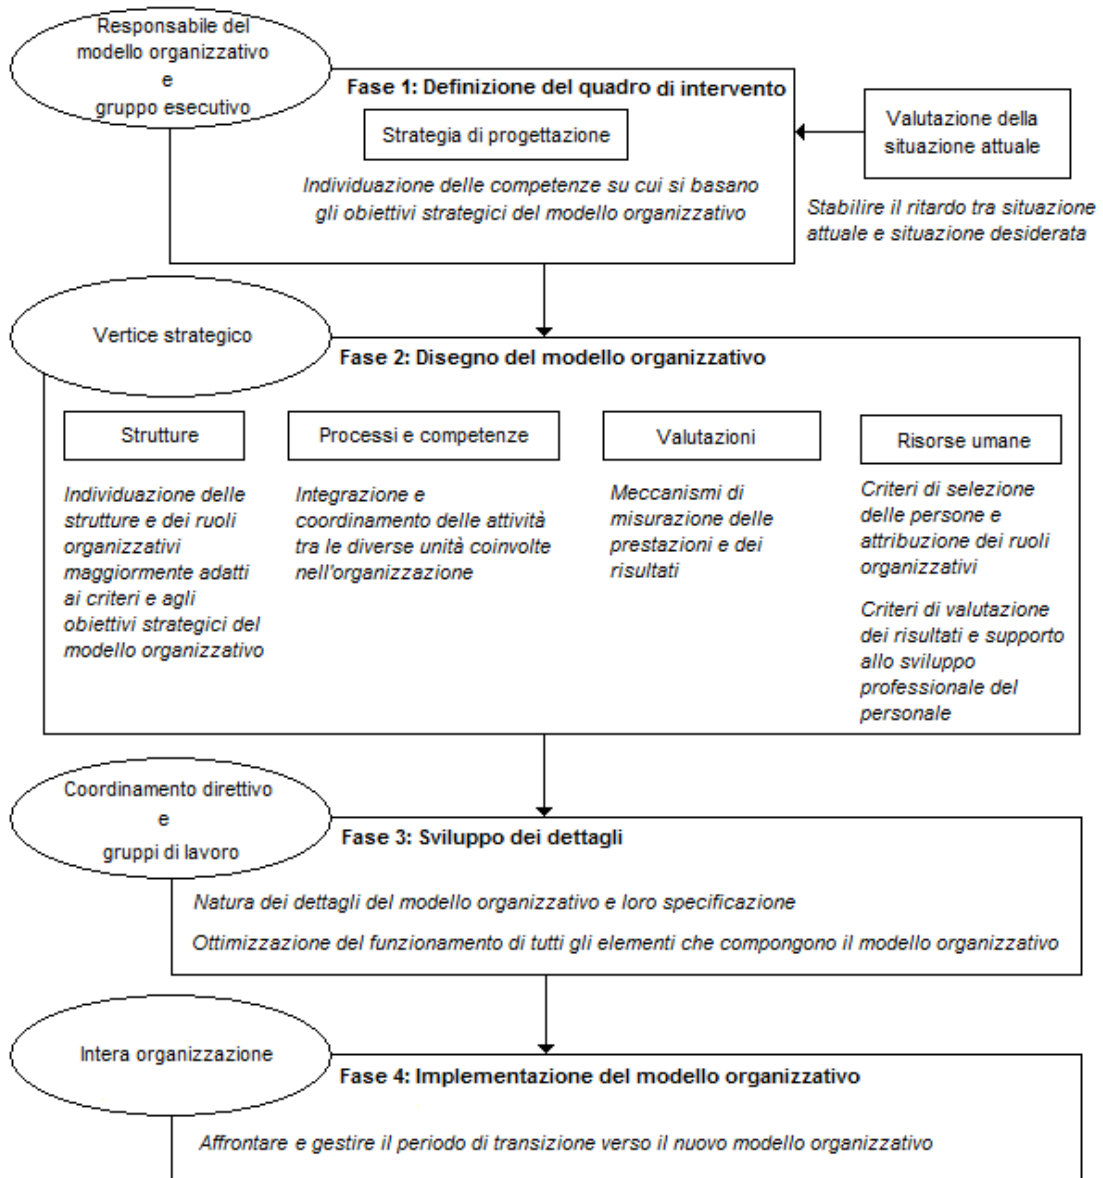 Responsabile del
modello organizzativo
e
gruppo esecutivo
Fase 1: Definizione del quadro di intervento
Strategia di progettazione
Individuazione delle competenze su cui si basano
gli obiettivi strategici del modello organizzativo
Valutazione della
situazione attuale
Stabilire il ritardo tra situazione
attuale e situazione desiderata
Vertice strategico
Fase 2: Disegno del modello organizzativo
Strutture
Individuazione delle
strutture e dei ruoli
organizzativi
maggiormente adatti
ai criteri e agli
obiettivi strategici del
modello organizzativo
Processi e competenze
Integrazione e
coordinamento delle attività
tra le diverse unità coinvolte
nell'organizzazione
Valutazioni
Meccanismi di
misurazione delle
prestazioni e dei
risultati
Risorse umane
Criteri di selezione
delle persone e
attribuzione dei ruoli
organizzativi
Criteri di valutazione
dei risultati e supporto
allo sviluppo
professionale del
personale
Coordinamento direttivo
e
gruppi di lavoro
Fase 3: Sviluppo dei dettagli
Natura dei dettagli del modello organizzativo e loro specificazione
Ottimizzazione del funzionamento di tutti gli elementi che compongono il modello organizzativo
Intera organizzazione
Fase 4: Implementazione del modello organizzativo
Affrontare e gestire il periodo di transizione verso il nuovo modello organizzativo